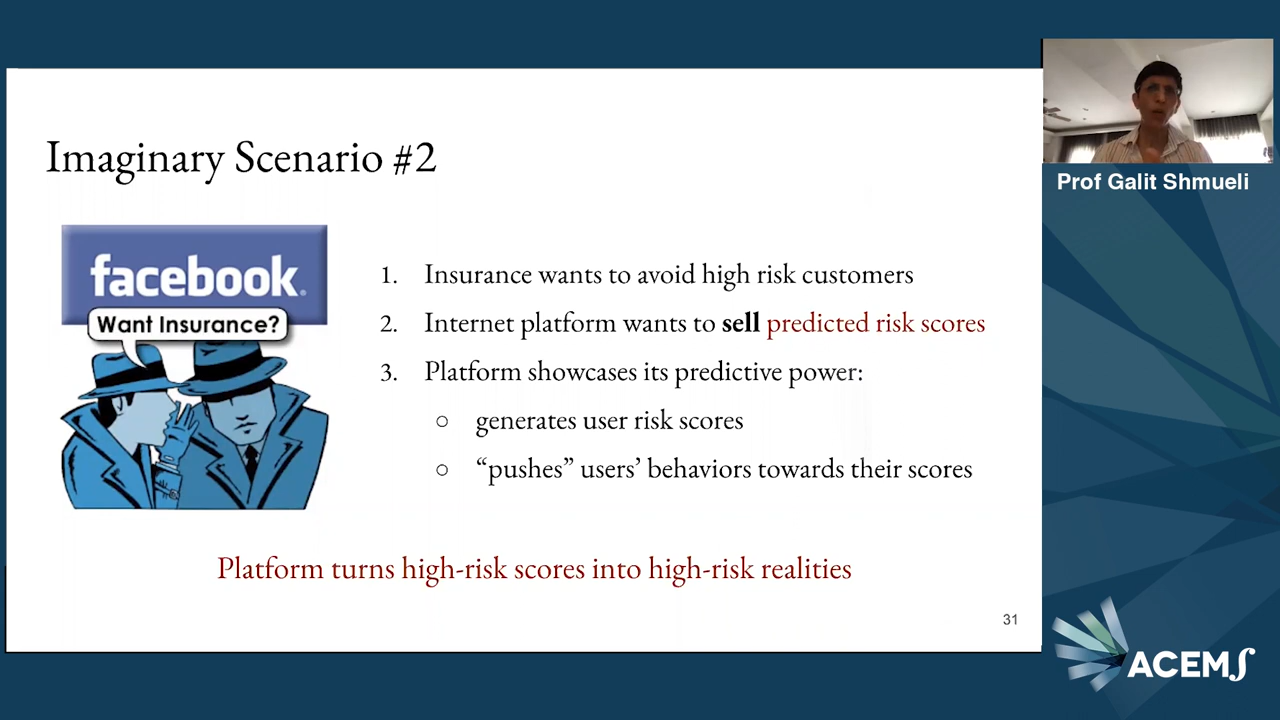 Imaginary Scenario #2
facebook.
Want Insurance?
1. Insurance wants to avoid high risk customers
2. Internet platform wants to sell predicted risk scores
3. Platform showcases its predictive power:
○ generates user risk scores
○ “pushes” users’ behaviors towards their scores
Platform turns high-risk scores into high-risk realities
31
Prof Galit Shmueli
ACEMS